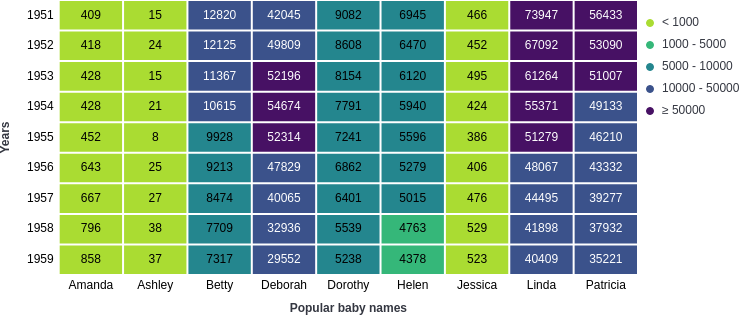 1951 409 15 12820 42045 9082 6945 466 73947 56433
1952 418 24 12125 49809 8608 6470 452 67092 53090
1953 428 15 11367 52196 8154 6120 495 61264 51007
1954 428 21 10615 54674 7791 5940 424 55371 49133
1955 452 8 9928 52314 7241 5596 386 51279 46210
1956 643 25 9213 47829 6862 5279 406 48067 43332
1957 667 27 8474 40065 6401 5015 476 44495 39277
1958 796 38 7709 32936 5539 4763 529 41898 37932
1959 858 37 7317 29552 5238 4378 523 40409 35221
Amanda Ashley Betty Deborah Dorothy Helen Jessica Linda Patricia
Popular baby names
Years
< 1000
1000 - 5000
5000 - 10000
10000 - 50000
≥ 50000